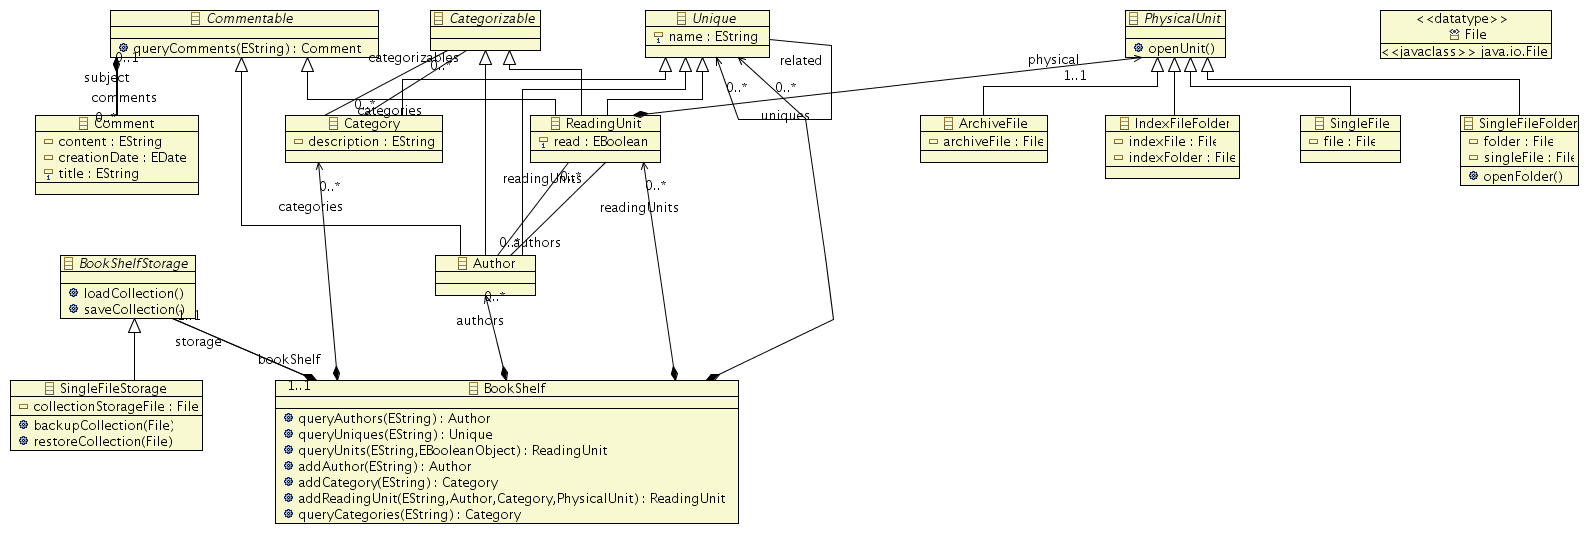 Commentable
queryComments(EString) : Comment
Categorizable
Unique
name : EString
PhysicalUnit
openUnit()
<<datatype>>
File
<<javaclass>> java.io.File
0..1
subject
comments
0..*
categorizables
0..*
0..*
categories
related
0..*
0..*
uniques
physical
1..1
Comment
content : EString
creationDate : EDate
title : EString
Category
description : EString
ReadingUnit
read : EBoolean
ArchiveFile
archiveFile : File
IndexFileFolder
indexFile : File
indexFolder : File
SingleFile
file : File
SingleFileFolder
folder : File
singleFile : File
openFolder()
0..*
categories
readingUnits
0..*
0..*
readingUnits
0..*
authors
BookShelfStorage
loadCollection()
saveCollection()
Author
0..*
authors
1..1
storage
bookShelf
1..1
SingleFileStorage
collectionStorageFile : File
backupCollection(File)
restoreCollection(File)
BookShelf
queryAuthors(EString) : Author
queryUniques(EString) : Unique
queryUnits(EString,EBooleanObject) : ReadingUnit
addAuthor(EString) : Author
addCategory(EString) : Category
addReadingUnit(EString,Author,Category,PhysicalUnit) : ReadingUnit
queryCategories(EString) : Category